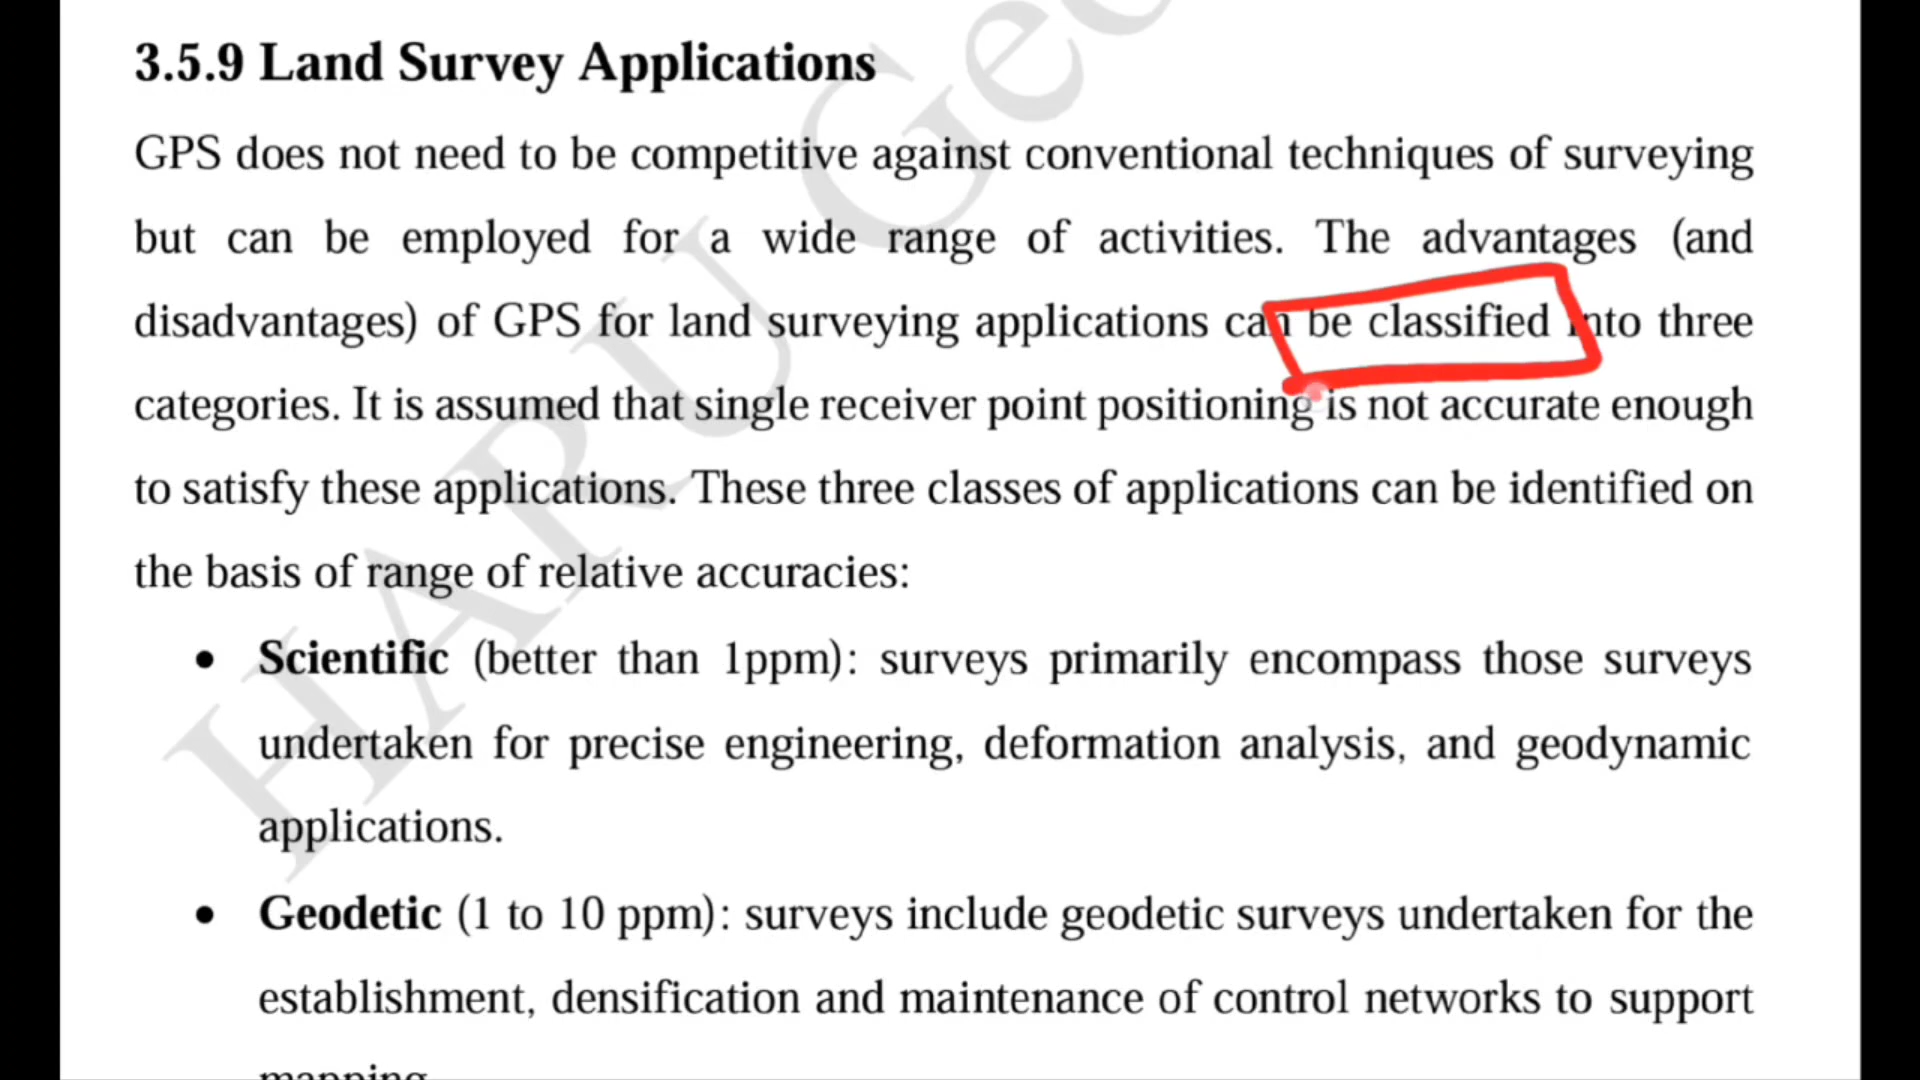 3.5.9 Land Survey Applications
GPS does not need to be competitive against conventional techniques of surveying
but can be employed for a wide range of activities. The advantages (and
disadvantages) of GPS for land surveying applications can be classified into three
categories. It is assumed that single receiver point positioning is not accurate enough
to satisfy these applications. These three classes of applications can be identified on
the basis of range of relative accuracies:
• Scientific (better than 1ppm): surveys primarily encompass those surveys
undertaken for precise engineering, deformation analysis, and geodynamic
applications.
• Geodetic (1 to 10 ppm): surveys include geodetic surveys undertaken for the
establishment, densification and maintenance of control networks to support
mapping.
HARU Geo